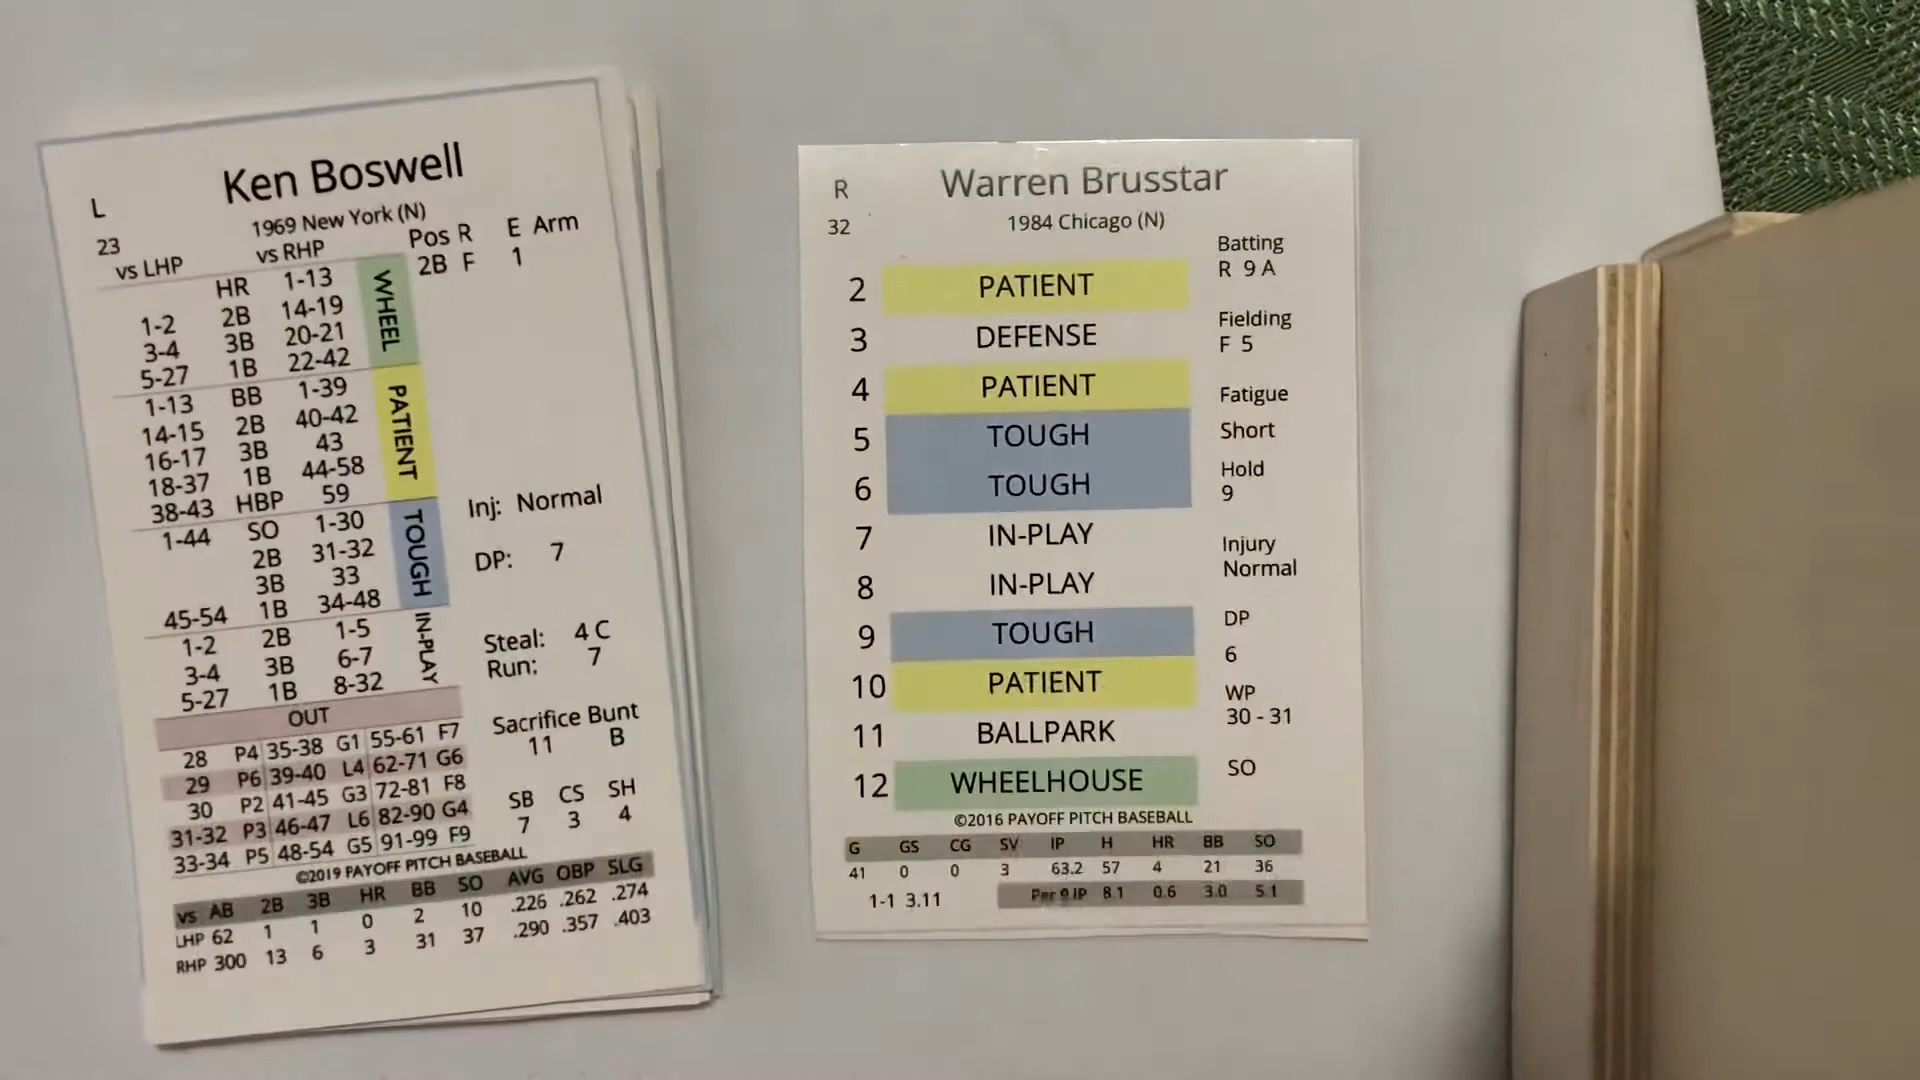 L
Ken Boswell
23
1969 New York (N)
vs LHP vs RHP Pos R E Arm
2B F 1
HR 1-13
1-2 2B 14-19
3-4 3B 20-21
5-27 1B 22-42
WHEEL
1-13 BB 1-39
14-15 2B 40-42
16-17 3B 43
18-37 1B 44-58
38-43 HBP 59
PATIENT
1-44 SO 1-30
2B 31-32
3B 33
45-54 1B 34-48
TOUGH
1-2 2B 1-5
3-4 3B 6-7
5-27 1B 8-32
IN-PLAY
Inj: Normal
DP: 7
Steal: 4 C
Run: 7
Sacrifice Bunt
11 B
SB CS SH
7 3 4
OUT
28 P4 35-38 G1 55-61 F7
29 P6 39-40 L4 62-71 G6
30 P2 41-45 G3 72-81 F8
31-32 P3 46-47 L6 82-90 G4
33-34 P5 48-54 G5 91-99 F9
©2019 PAYOFF PITCH BASEBALL
vs AB 2B 3B HR BB SO AVG OBP SLG
LHP 62 1 1 0 2 10 .226 .262 .274
RHP 300 13 6 3 31 37 .290 .357 .403
R
Warren Brusstar
32
1984 Chicago (N)
2 PATIENT
3 DEFENSE
4 PATIENT
5 TOUGH
6 TOUGH
7 IN-PLAY
8 IN-PLAY
9 TOUGH
10 PATIENT
11 BALLPARK
12 WHEELHOUSE
Batting
R 9 A
Fielding
F 5
Fatigue
Short
Hold
9
Injury
Normal
DP
6
WP
30 - 31
SO
©2016 PAYOFF PITCH BASEBALL
G GS CG SV IP H HR BB SO
41 0 0 3 63.2 57 4 21 36
1-1 3.11 Per 9 IP 8.1 0.6 3.0 5.1